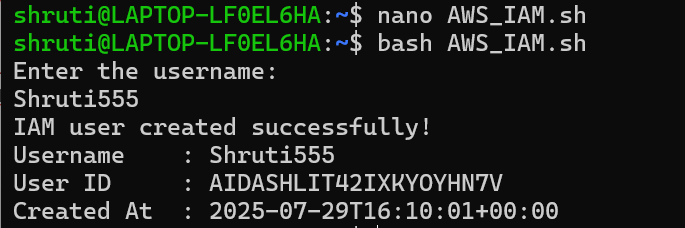 shruti@LAPTOP-LF0EL6HA:~$ nano AWS_IAM.sh
shruti@LAPTOP-LF0EL6HA:~$ bash AWS_IAM.sh
Enter the username:
Shruti555
IAM user created successfully!
Username    : Shruti555
User ID     : AIDASHLIT42IXKYOYHN7V
Created At  : 2025-07-29T16:10:01+00:00